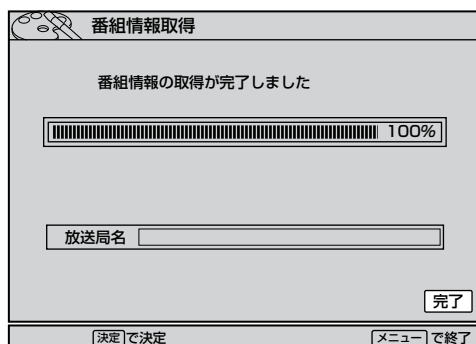 番組情報取得
番組情報の取得が完了しました
100%
放送局名
完了
決定で決定 メニューで終了